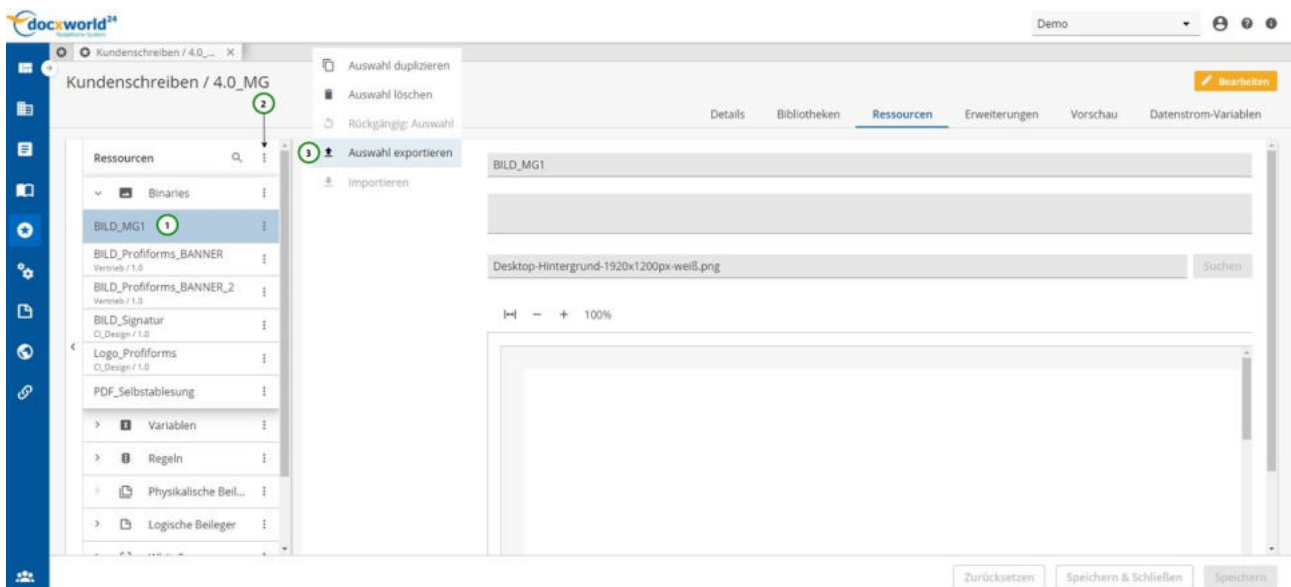 docxworld24
Demo
Kundenschreiben / 4.0_...
Kundenschreiben / 4.0_MG
Bearbeiten
Details
Bibliotheken
Ressourcen
Erweiterungen
Vorschau
Datenstrom-Variablen
2
Auswahl duplizieren
Auswahl löschen
Rückgängig: Auswahl
3
Auswahl exportieren
Importieren
Ressourcen
Binaries
BILD_MG1
1
BILD_Profiforms_BANNER
Vertrieb / 1.0
BILD_Profiforms_BANNER_2
Vertrieb / 1.0
BILD_Signatur
CI_Design / 1.0
Logo_Profiforms
CI_Design / 1.0
PDF_Selbstablesung
Variablen
Regeln
Physikalische Beil...
Logische Beileger
BILD_MG1
Desktop-Hintergrund-1920x1200px-weiß.png
Suchen
100%
Zurücksetzen
Speichern & Schließen
Speichern